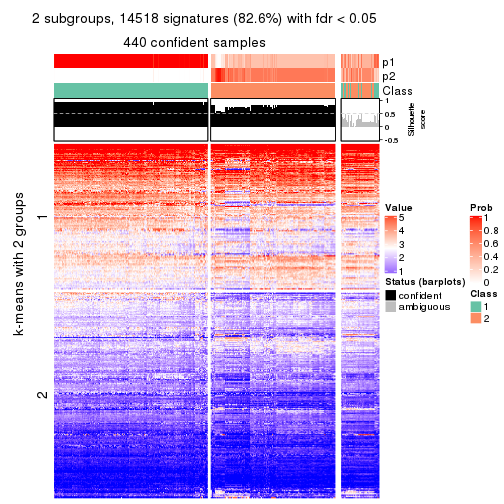 2 subgroups, 14518 signatures (82.6%) with fdr < 0.05
440 confident samples
p1
p2
Class
1
0.5
0
-0.5
Silhouette
score
k-means with 2 groups
1
2
Value
5
4
3
2
1
Status (barplots)
confident
ambiguous
Prob
1
0.8
0.6
0.4
0.2
0
Class
1
2